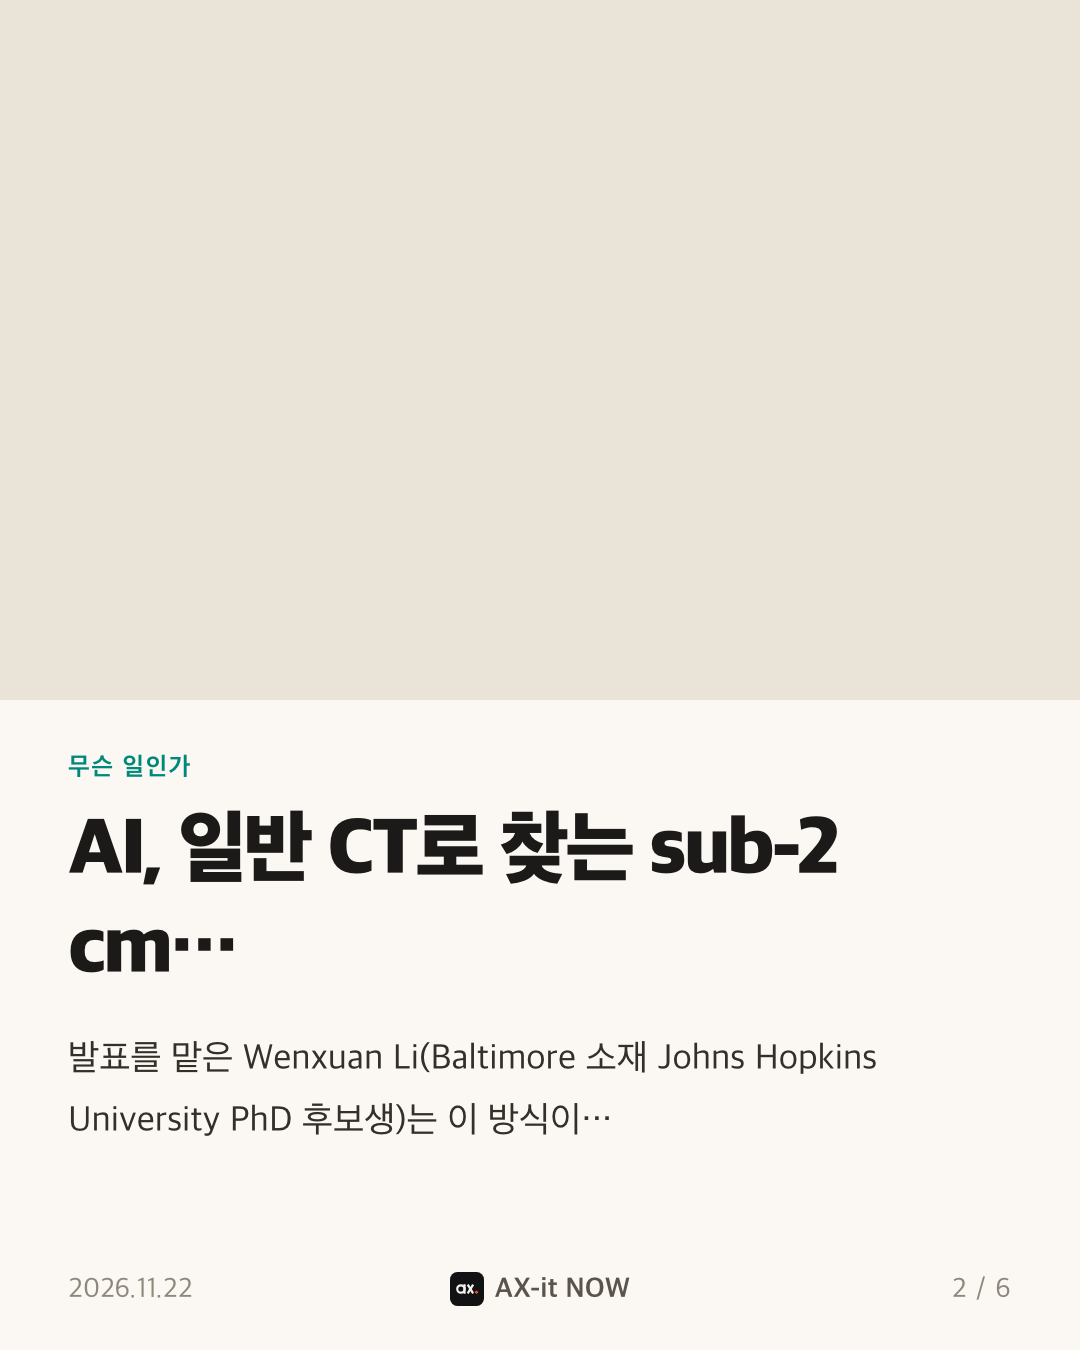 무슨 일인가
AI, 일반 CT로 찾는 sub-2
cm…
발표를 맡은 Wenxuan Li(Baltimore 소재 Johns Hopkins
University PhD 후보생)는 이 방식이…
2026.11.22
ax. AX-it NOW
2 / 6